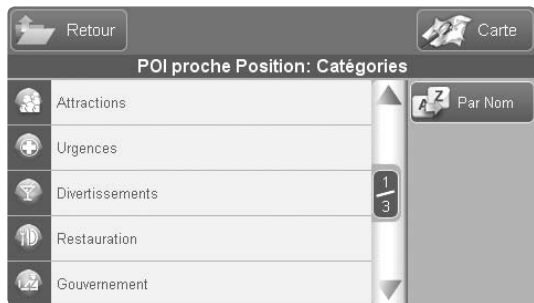 Retour
Carte
POI proche Position: Catégories
Attractions
A Z Par Nom
Urgences
Divertissements
1
3
Restauration
Gouvernement